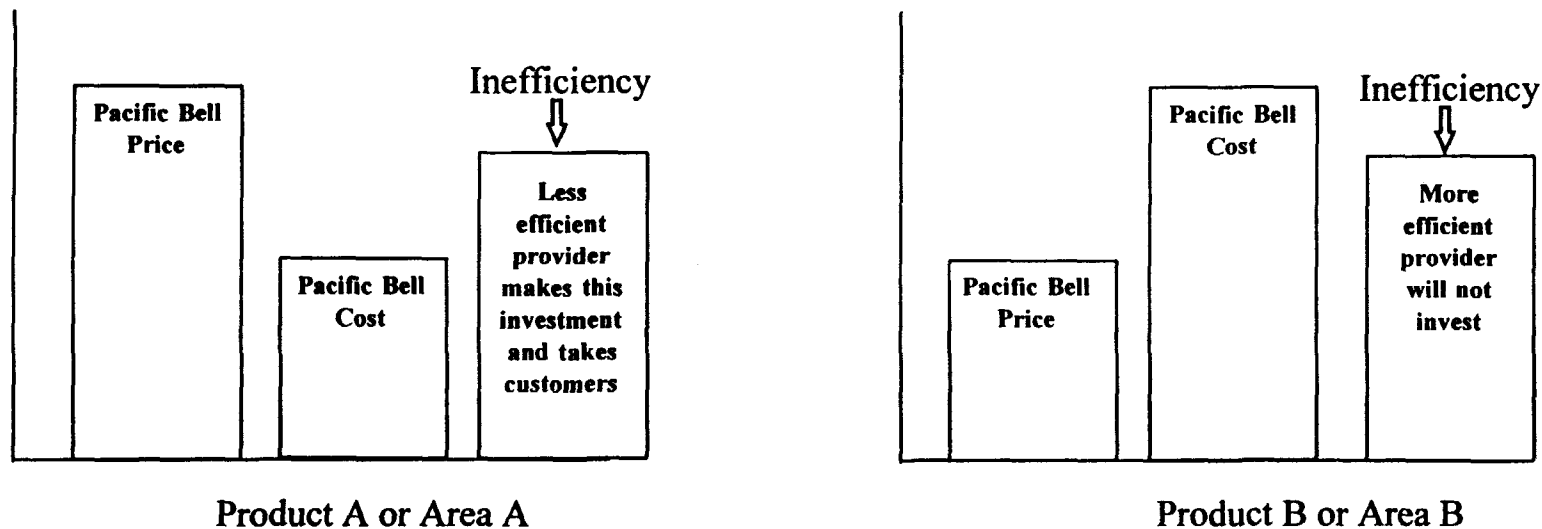 Inefficiency
Pacific Bell
Price
Pacific Bell
Cost
Less
efficient
provider
makes this
investment
and takes
customers
Product A or Area A
Inefficiency
Pacific Bell
Price
Pacific Bell
Cost
More
efficient
provider
will not
invest
Product B or Area B